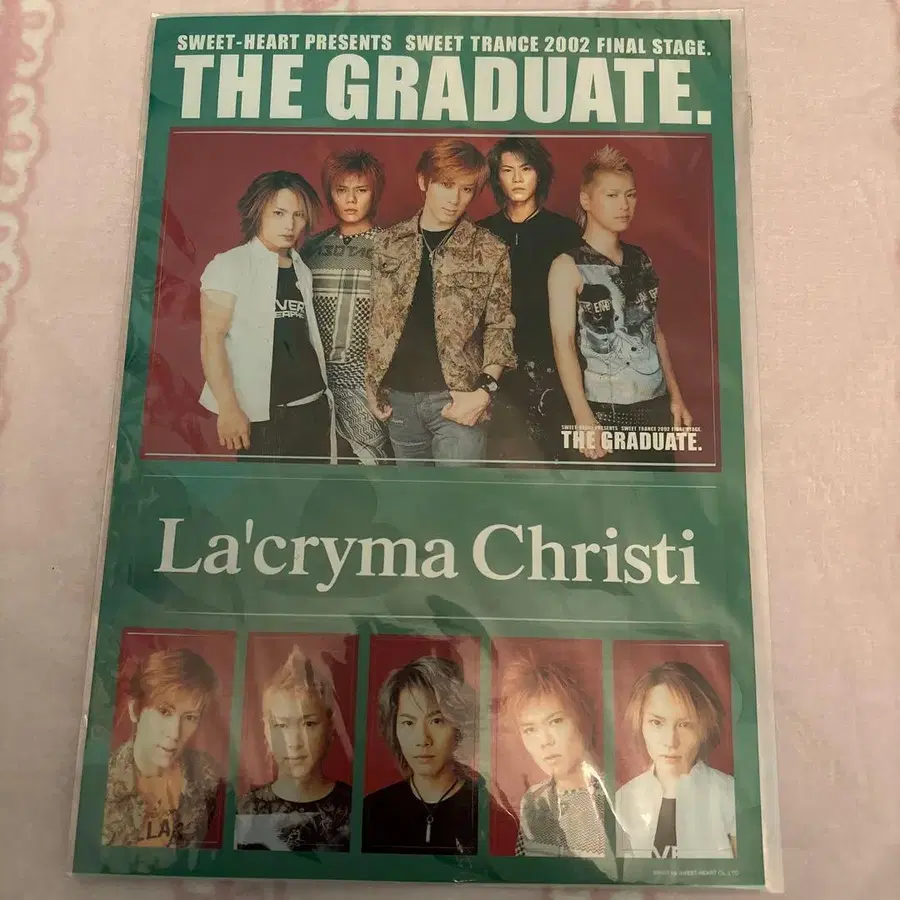 SWEET-HEART PRESENTS SWEET TRANCE 2002 FINAL STAGE.
THE GRADUATE.
SWEET-HEART PRESENTS SWEET TRANCE 2002 FINAL STAGE.
THE GRADUATE.
La'cryma Christi